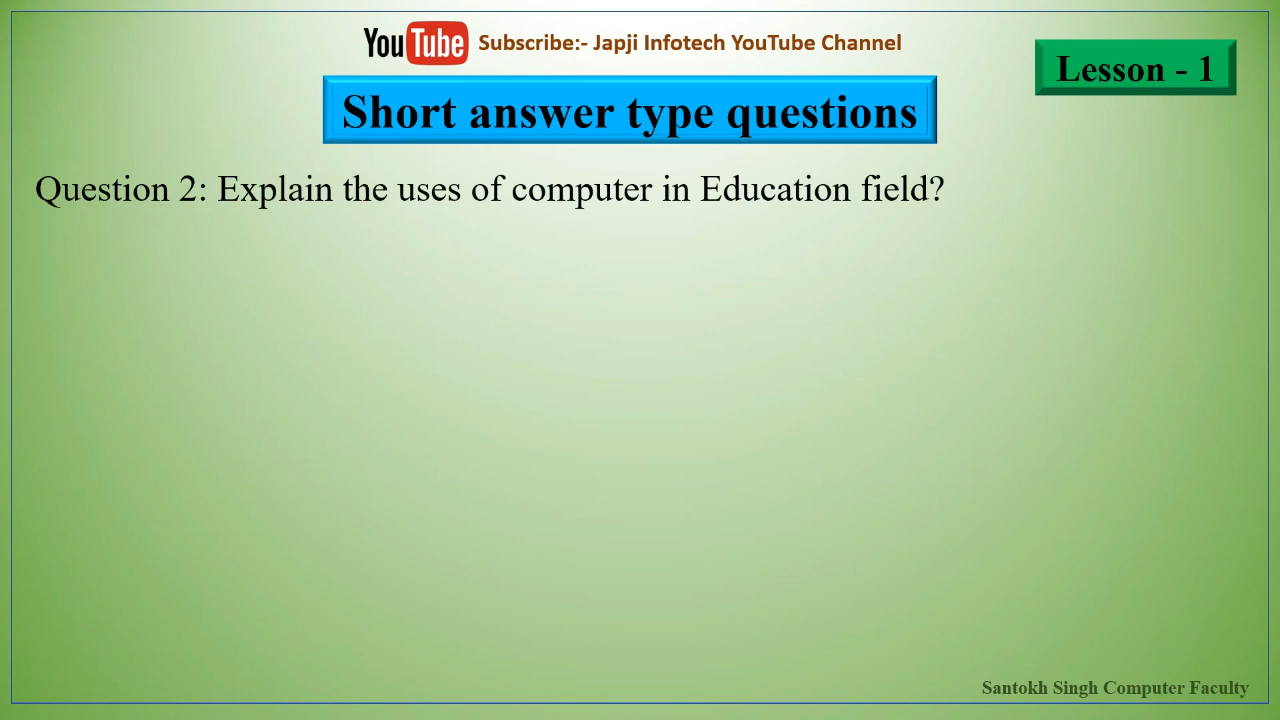 YouTube Subscribe:- Japji Infotech YouTube Channel
Lesson - 1
Short answer type questions
Question 2: Explain the uses of computer in Education field?
Santokh Singh Computer Faculty